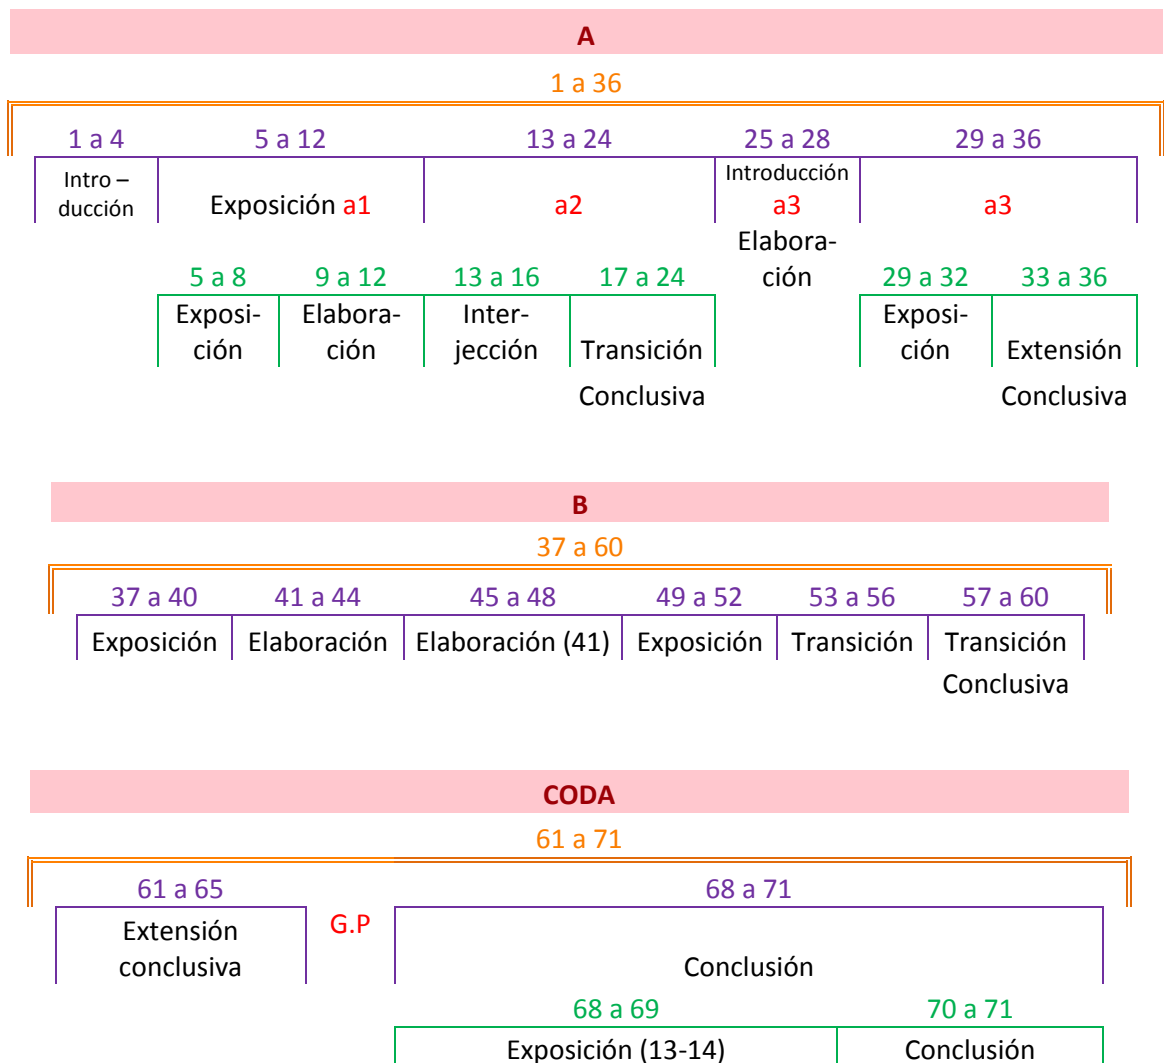 A
1 a 36
1 a 4 5 a 12 13 a 24 25 a 28 29 a 36
Intro –
ducción
Exposición a1
a2
Introducción
a3
Elabora-
ción
a3
5 a 8 9 a 12 13 a 16 17 a 24 29 a 32 33 a 36
Exposi-
ción
Elabora-
ción
Inter-
jección
Transición
Conclusiva
Exposi-
ción
Extensión
Conclusiva
B
37 a 60
37 a 40 41 a 44 45 a 48 49 a 52 53 a 56 57 a 60
Exposición Elaboración Elaboración (41) Exposición Transición Transición
Conclusiva
CODA
61 a 71
61 a 65 68 a 71
Extensión
conclusiva
G.P
Conclusión
68 a 69 70 a 71
Exposición (13-14) Conclusión